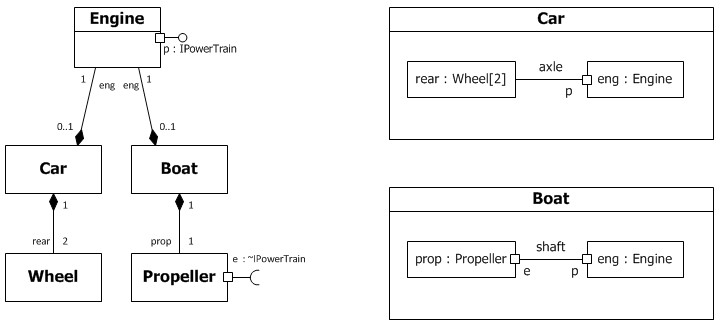 Engine
p : IPowerTrain
1
eng
eng
1
0..1
0..1
Car
Boat
1
1
rear
2
prop
1
e : ~IPowerTrain
Wheel
Propeller
Car
rear : Wheel[2]
axle
p
eng : Engine
Boat
prop : Propeller
e
shaft
p
eng : Engine